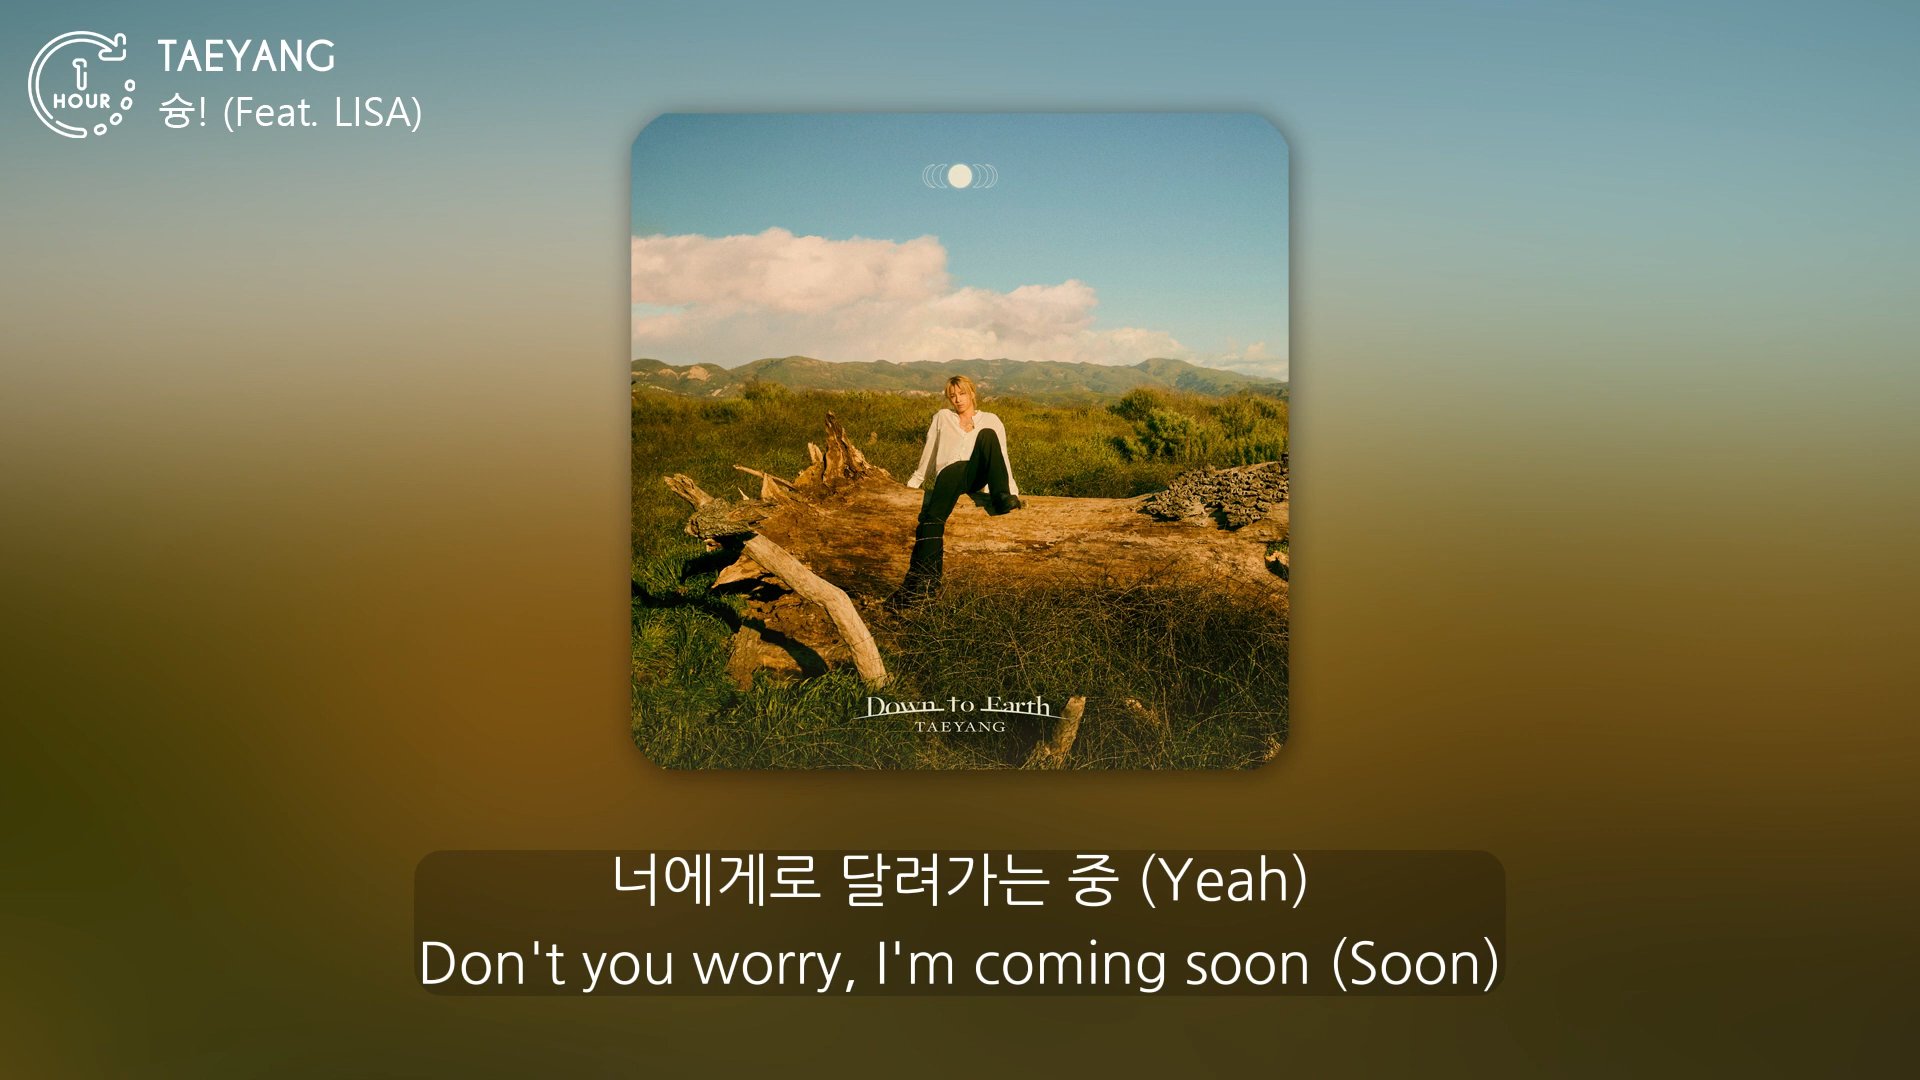 1
HOUR
TAEYANG
슝! (Feat. LISA)
Down to Earth
TAEYANG
너에게로 달려가는 중 (Yeah)
Don't you worry, I'm coming soon (Soon)